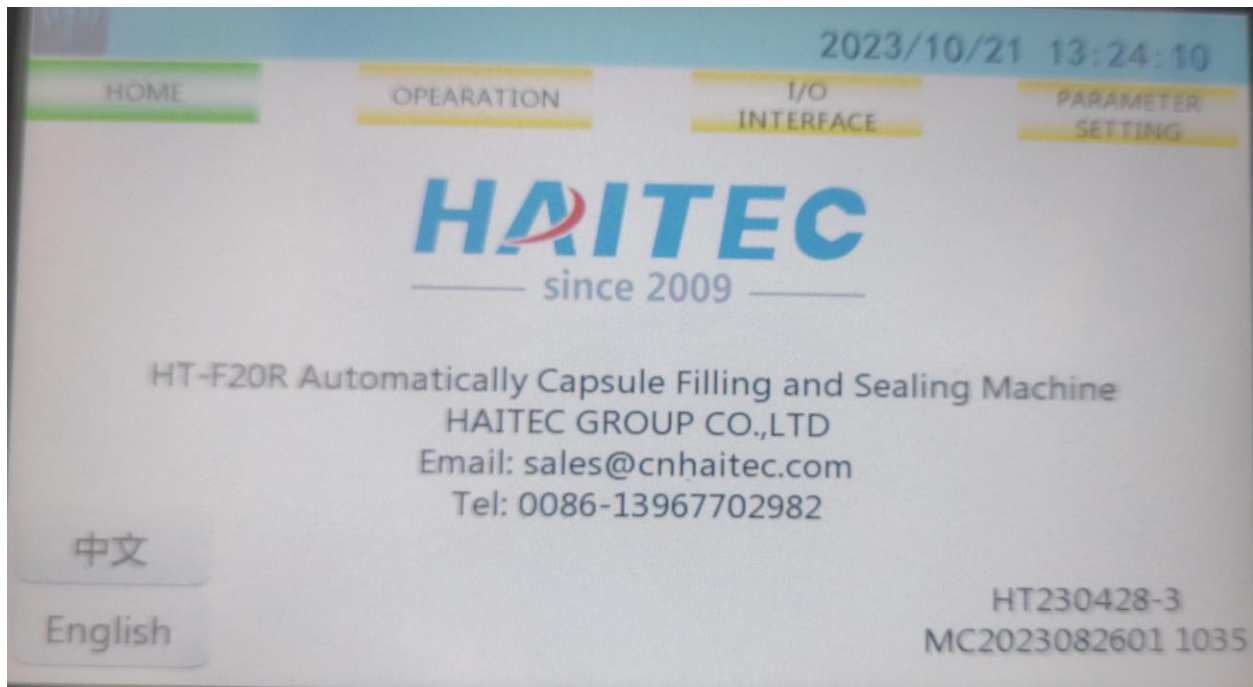 2023/10/21 13:24:10
HOME
OPEARATION
I/O
INTERFACE
PARAMETER
SETTING
HAITEC
since 2009
HT-F20R Automatically Capsule Filling and Sealing Machine
HAITEC GROUP CO.,LTD
Email: sales@cnhaitec.com
Tel: 0086-13967702982
中文
English
HT230428-3
MC2023082601 1035